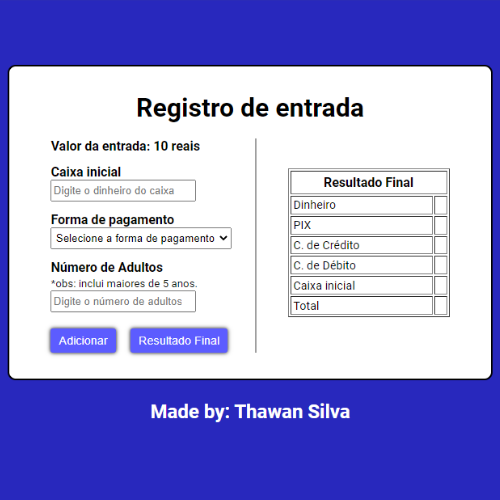 Registro de entrada
Valor da entrada: 10 reais
Caixa inicial
Digite o dinheiro do caixa
Forma de pagamento
Selecione a forma de pagamento
Número de Adultos
*obs: inclui maiores de 5 anos.
Digite o número de adultos
Adicionar Resultado Final
Resultado Final
Dinheiro
PIX
C. de Crédito
C. de Débito
Caixa inicial
Total
Made by: Thawan Silva